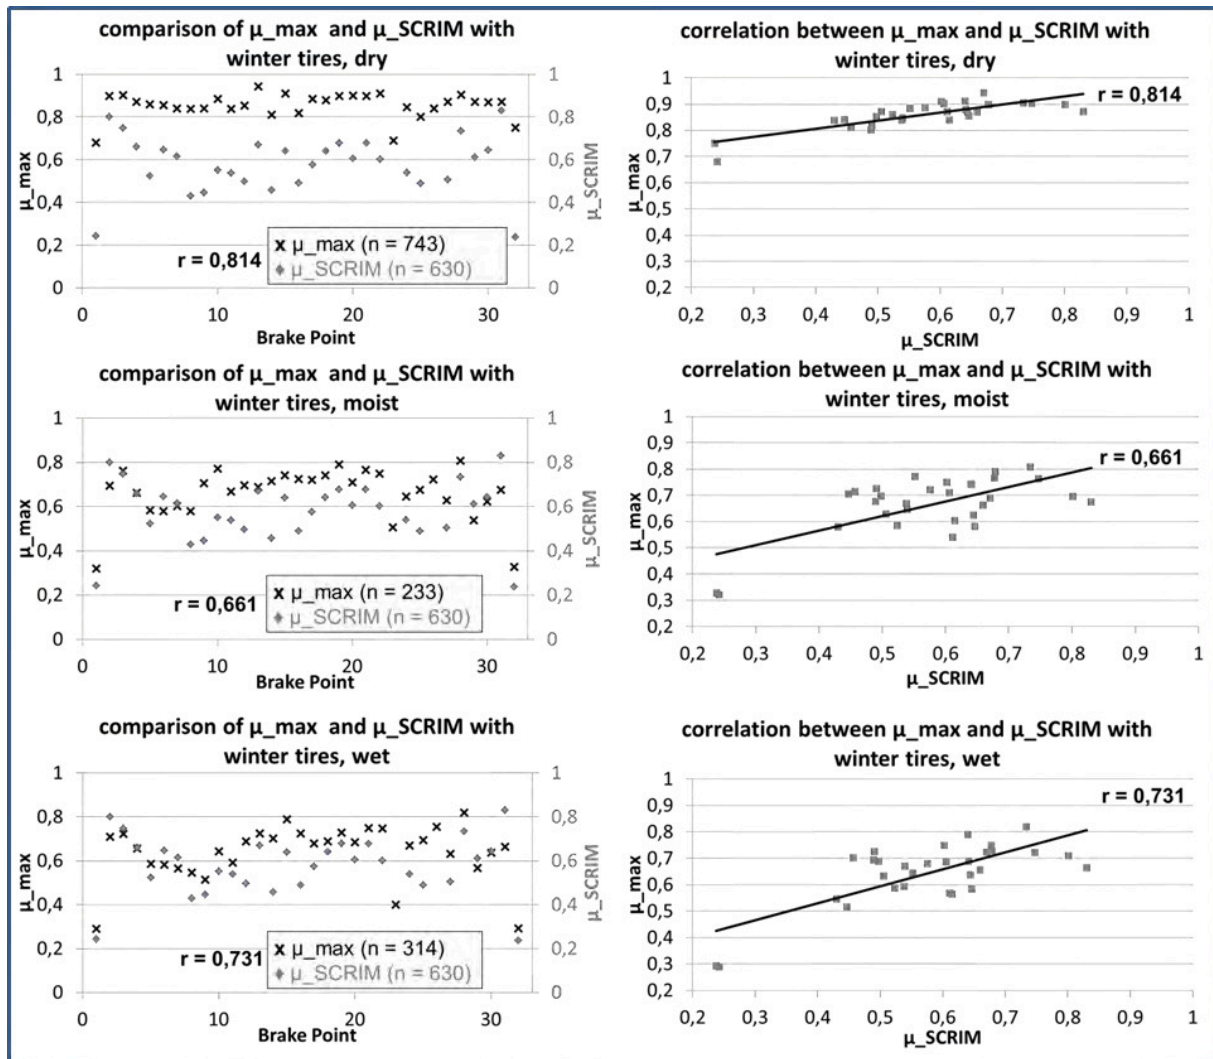 comparison of μ_max and μ_SCRIM with
winter tires, dry
1
0,8
0,6
0,4
0,2
0
μ_max
1
0,8
0,6
0,4
0,2
0
μ_SCRIM
r = 0,814
μ_max (n = 743)
μ_SCRIM (n = 630)
0 10 20 30
Brake Point
correlation between μ_max and μ_SCRIM with
winter tires, dry
1
0,9
0,8
0,7
0,6
0,5
0,4
0,3
0,2
μ_max
r = 0,814
0,2 0,3 0,4 0,5 0,6 0,7 0,8 0,9 1
μ_SCRIM
comparison of μ_max and μ_SCRIM with
winter tires, moist
1
0,8
0,6
0,4
0,2
0
μ_max
1
0,8
0,6
0,4
0,2
0
μ_SCRIM
r = 0,661
μ_max (n = 233)
μ_SCRIM (n = 630)
0 10 20 30
Brake Point
correlation between μ_max and μ_SCRIM with
winter tires, moist
1
0,9
0,8
0,7
0,6
0,5
0,4
0,3
0,2
μ_max
r = 0,661
0,2 0,3 0,4 0,5 0,6 0,7 0,8 0,9 1
μ_SCRIM
comparison of μ_max and μ_SCRIM with
winter tires, wet
1
0,8
0,6
0,4
0,2
0
μ_max
1
0,8
0,6
0,4
0,2
0
μ_SCRIM
r = 0,731
μ_max (n = 314)
μ_SCRIM (n = 630)
0 10 20 30
Brake Point
correlation between μ_max and μ_SCRIM with
winter tires, wet
1
0,9
0,8
0,7
0,6
0,5
0,4
0,3
0,2
μ_max
r = 0,731
0,2 0,3 0,4 0,5 0,6 0,7 0,8 0,9 1
μ_SCRIM